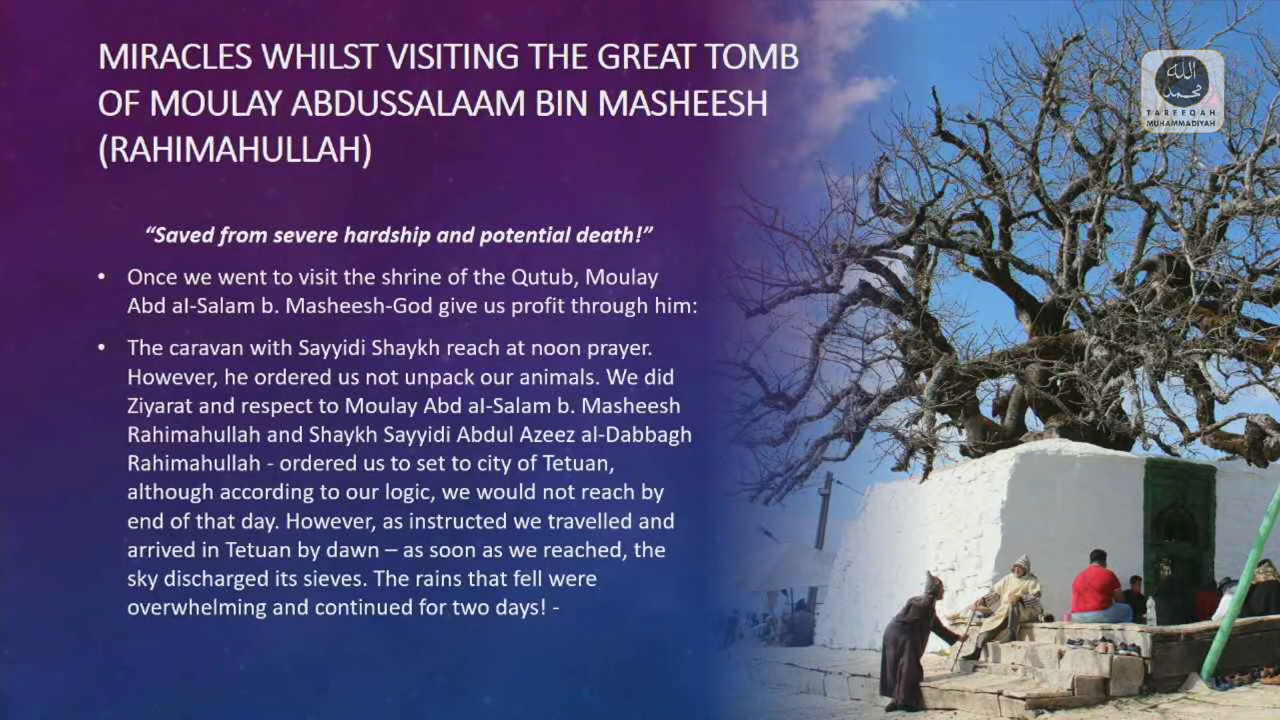 MIRACLES WHILST VISITING THE GREAT TOMB
OF MOULAY ABDUSSALAAM BIN MASHEESH
(RAHIMAHULLAH)
“Saved from severe hardship and potential death!”
• Once we went to visit the shrine of the Qutub, Moulay
Abd al-Salam b. Masheesh-God give us profit through him:
• The caravan with Sayyidi Shaykh reach at noon prayer.
However, he ordered us not unpack our animals. We did
Ziyarat and respect to Moulay Abd al-Salam b. Masheesh
Rahimahullah and Shaykh Sayyidi Abdul Azeez al-Dabbagh
Rahimahullah - ordered us to set to city of Tetuan,
although according to our logic, we would not reach by
end of that day. However, as instructed we travelled and
arrived in Tetuan by dawn – as soon as we reached, the
sky discharged its sieves. The rains that fell were
overwhelming and continued for two days! -
الله
محمد
TAREEQAH
MUHAMMADIYAH